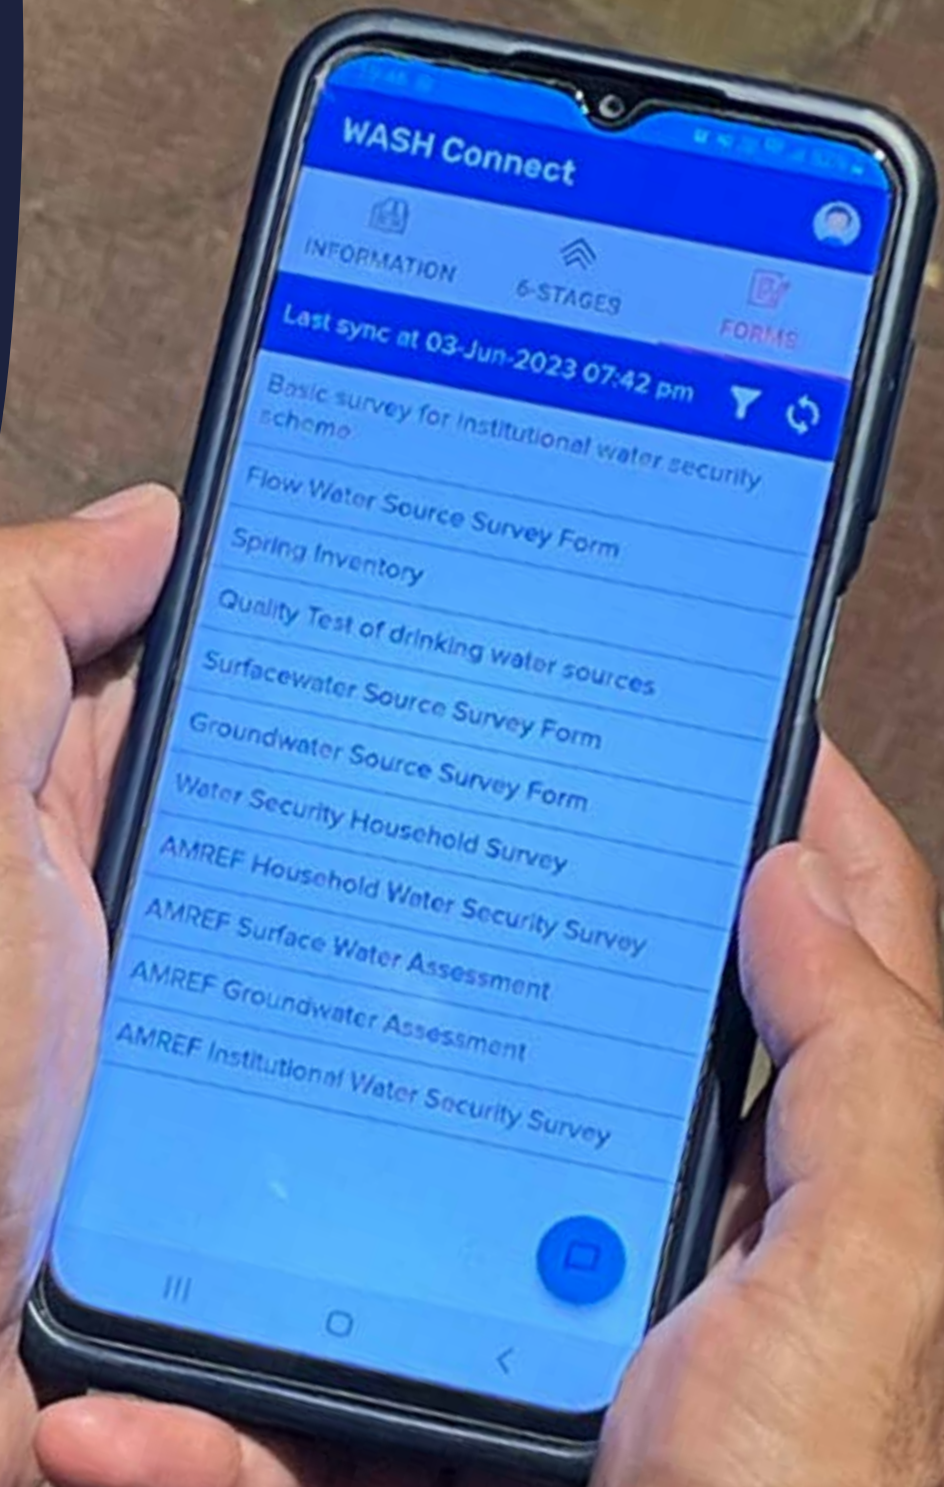 WASH Connect
INFORMATION
6-STAGES
FORMS
Last sync at 03-Jun-2023 07:42 pm
Basic survey for institutional water security
scheme
Flow Water Source Survey Form
Spring Inventory
Quality Test of drinking water sources
Surfacewater Source Survey Form
Groundwater Source Survey Form
Water Security Household Survey
AMREF Household Water Security Survey
AMREF Surface Water Assessment
AMREF Groundwater Assessment
AMREF Institutional Water Security Survey